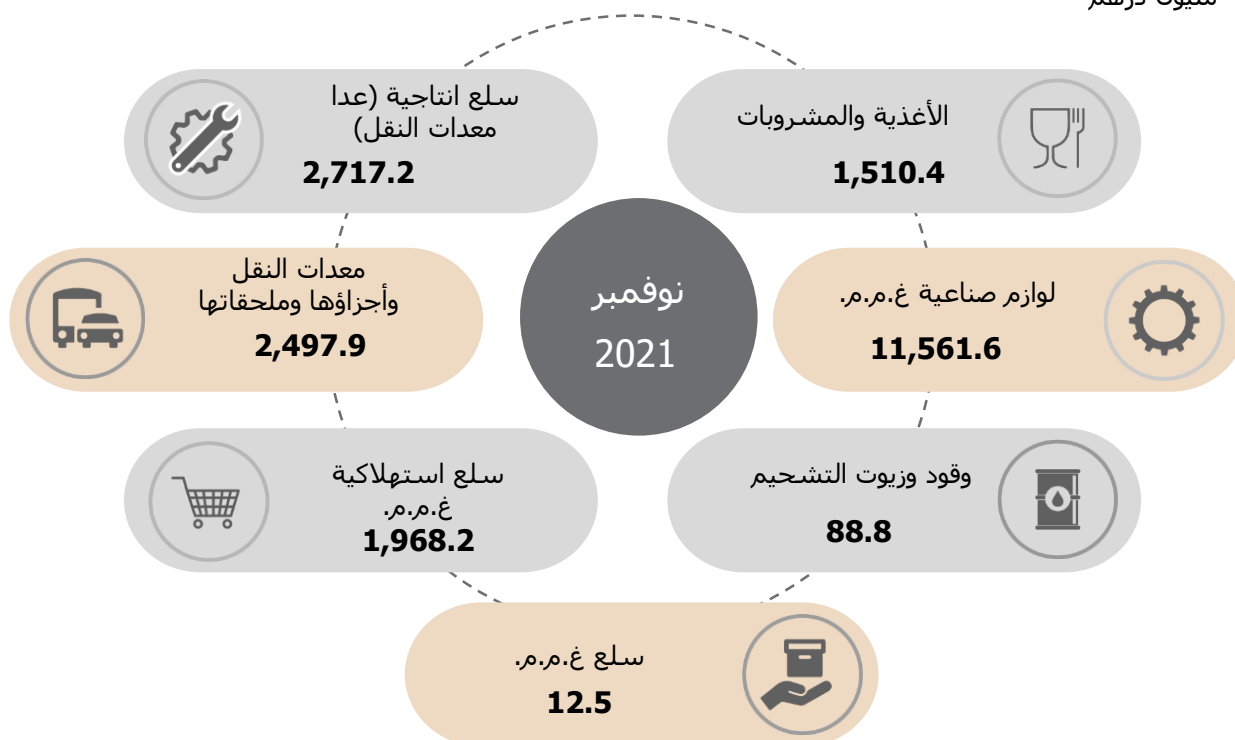 مليون درهم
الأغذية والمشروبات
1,510.4
سلع انتاجية (عدا
معدات النقل)
2,717.2
لوازم صناعية غ.م.م.
11,561.6
نوفمبر
2021
معدات النقل
وأجزاؤها وملحقاتها
2,497.9
وقود وزيوت التشحيم
88.8
سلع استهلاكية
غ.م.م.
1,968.2
سلع غ.م.م.
12.5